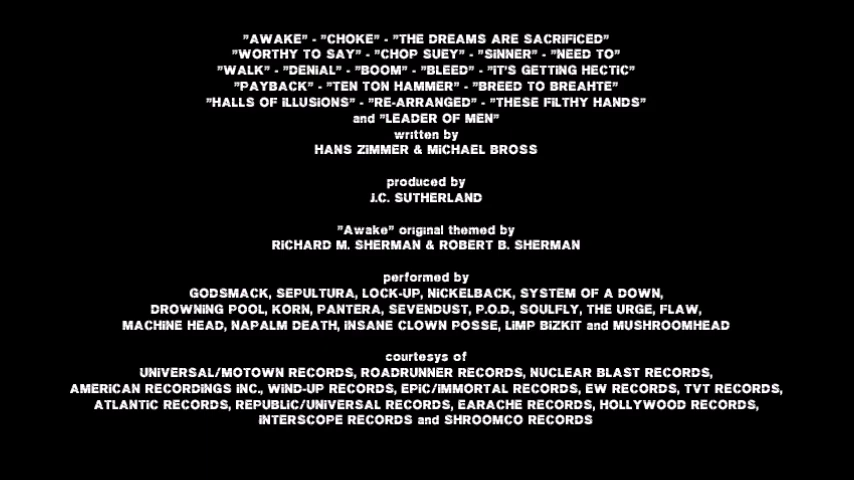 "AWAKE" - "CHOKE" - "THE DREAMS ARE SACRiFiCED"
"WORTHY TO SAY" - "CHOP SUEY" - "SiNNER" - "NEED TO"
"WALK" - "DENiAL" - "BOOM" - "BLEED" - "iT'S GETTiNG HECTiC"
"PAYBACK" - "TEN TON HAMMER" - "BREED TO BREAHTE"
"HALLS OF iLLUSiONS" - "RE-ARRANGED" - "THESE FiLTHY HANDS"
and "LEADER OF MEN"
written by
HANS ZiMMER & MiCHAEL BROSS
produced by
J.C. SUTHERLAND
"Awake" original themed by
RiCHARD M. SHERMAN & ROBERT B. SHERMAN
performed by
GODSMACK, SEPULTURA, LOCK-UP, NiCKELBACK, SYSTEM OF A DOWN,
DROWNiNG POOL, KORN, PANTERA, SEVENDUST, P.O.D., SOULFLY, THE URGE, FLAW,
MACHiNE HEAD, NAPALM DEATH, iNSANE CLOWN POSSE, LiMP BiZKiT and MUSHROOMHEAD
courtesys of
UNiVERSAL/MOTOWN RECORDS, ROADRUNNER RECORDS, NUCLEAR BLAST RECORDS,
AMERiCAN RECORDiNGS iNC., WiND-UP RECORDS, EPiC/iMMORTAL RECORDS, EW RECORDS, TVT RECORDS,
ATLANTiC RECORDS, REPUBLiC/UNiVERSAL RECORDS, EARACHE RECORDS, HOLLYWOOD RECORDS,
iNTERSCOPE RECORDS and SHROOMCO RECORDS